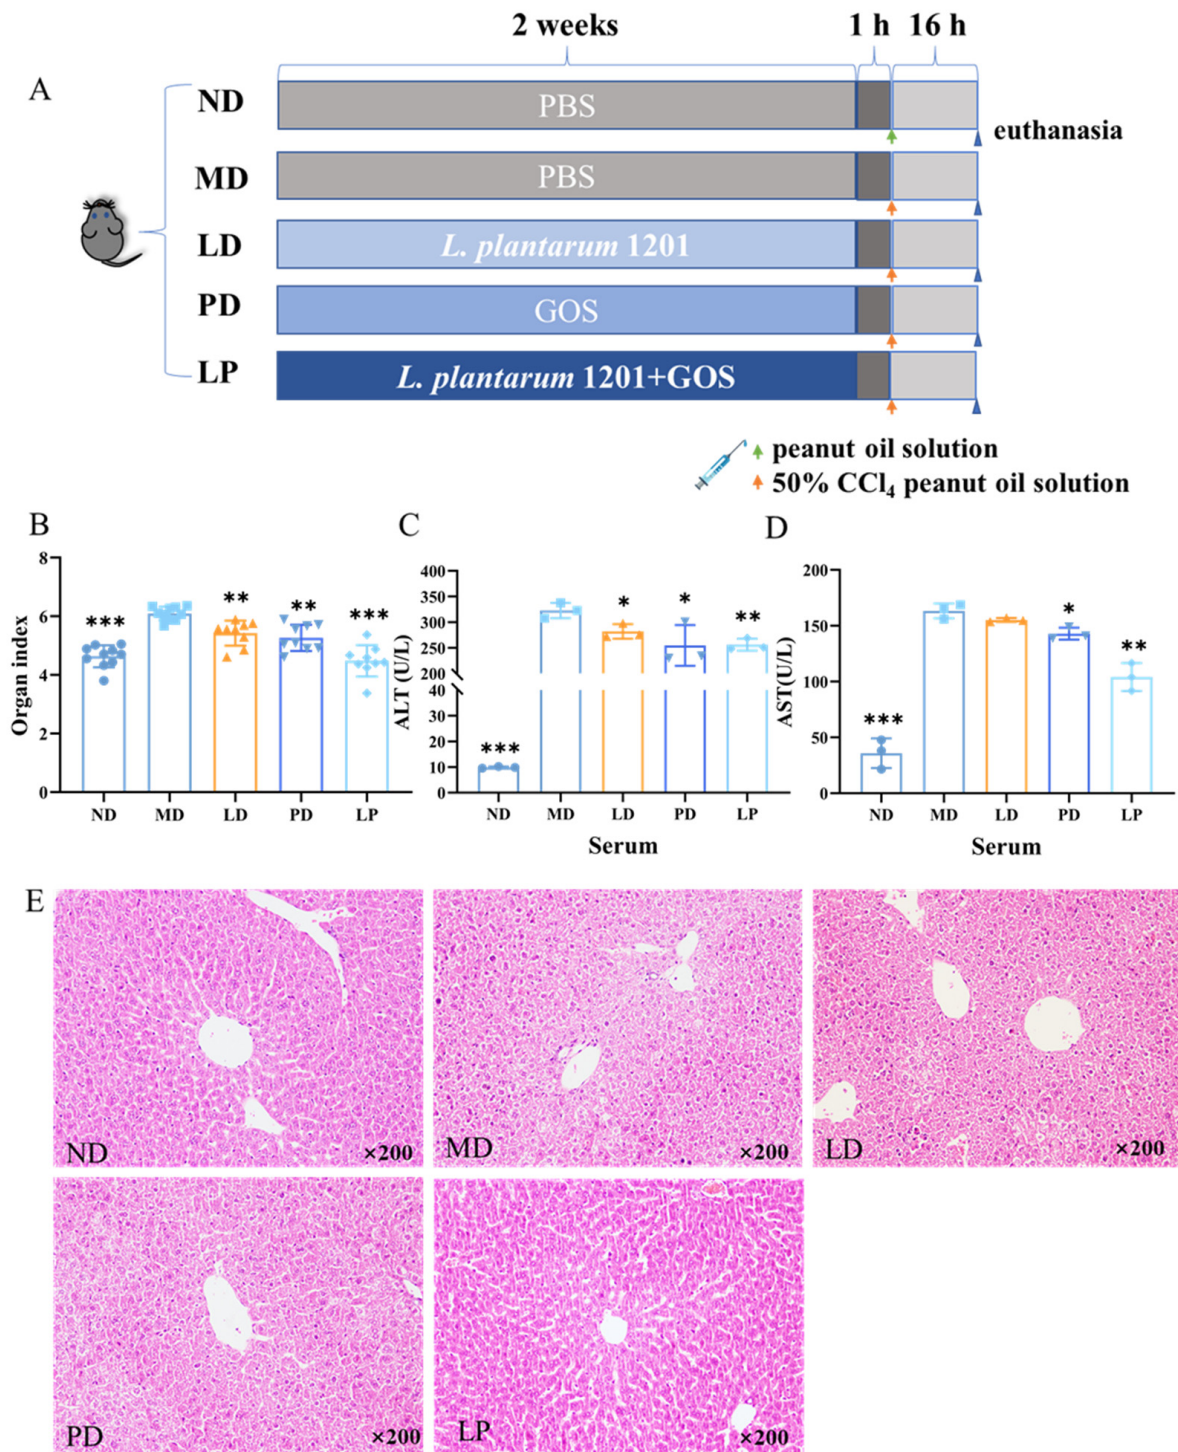 2 weeks 1 h 16 h
A
ND PBS
euthanasia
MD PBS
LD L. plantarum 1201
PD GOS
LP L. plantarum 1201+GOS
peanut oil solution
50% CCl₄ peanut oil solution
B
Organ index
8
6
4
2
0
***
**
**
***
ND MD LD PD LP
C
ALT (U/L)
400
350
300
250
200
40
30
20
10
0
***
*
*
**
ND MD LD PD LP
Serum
D
AST(U/L)
200
150
100
50
0
***
*
**
ND MD LD PD LP
Serum
E
ND ×200
MD ×200
LD ×200
PD ×200
LP ×200